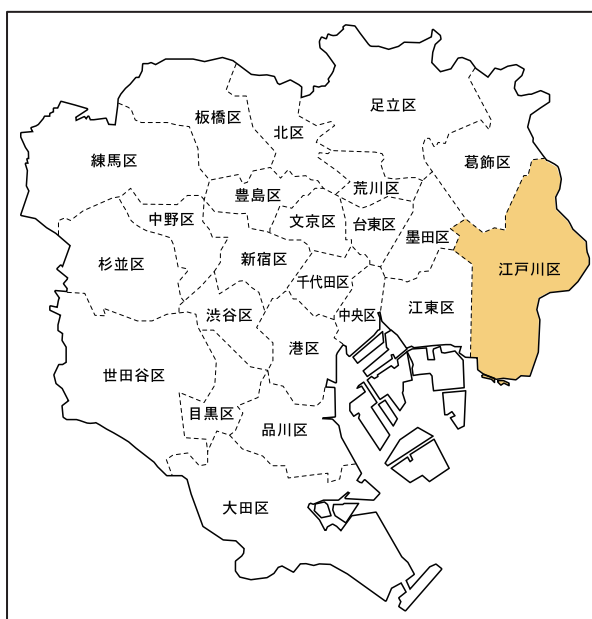 足立区
板橋区
北区
練馬区
葛飾区
荒川区
豊島区
中野区
文京区
台東区
墨田区
杉並区
新宿区
江戸川区
千代田区
江東区
渋谷区
中央区
港区
世田谷区
目黒区
品川区
大田区